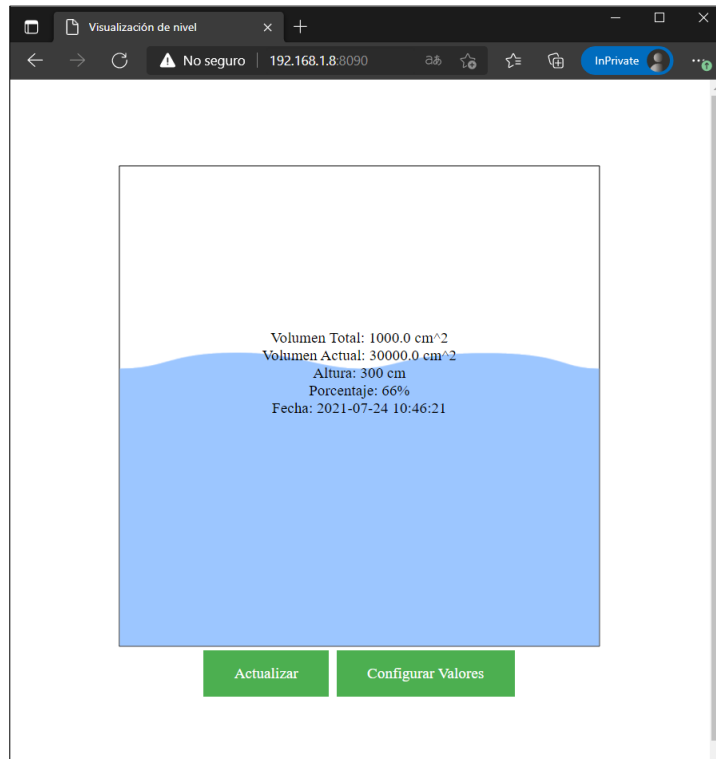 Visualización de nivel
No seguro 192.168.1.8:8090 aあ InPrivate
Volumen Total: 1000.0 cm^2
Volumen Actual: 30000.0 cm^2
Altura: 300 cm
Porcentaje: 66%
Fecha: 2021-07-24 10:46:21
Actualizar Configurar Valores